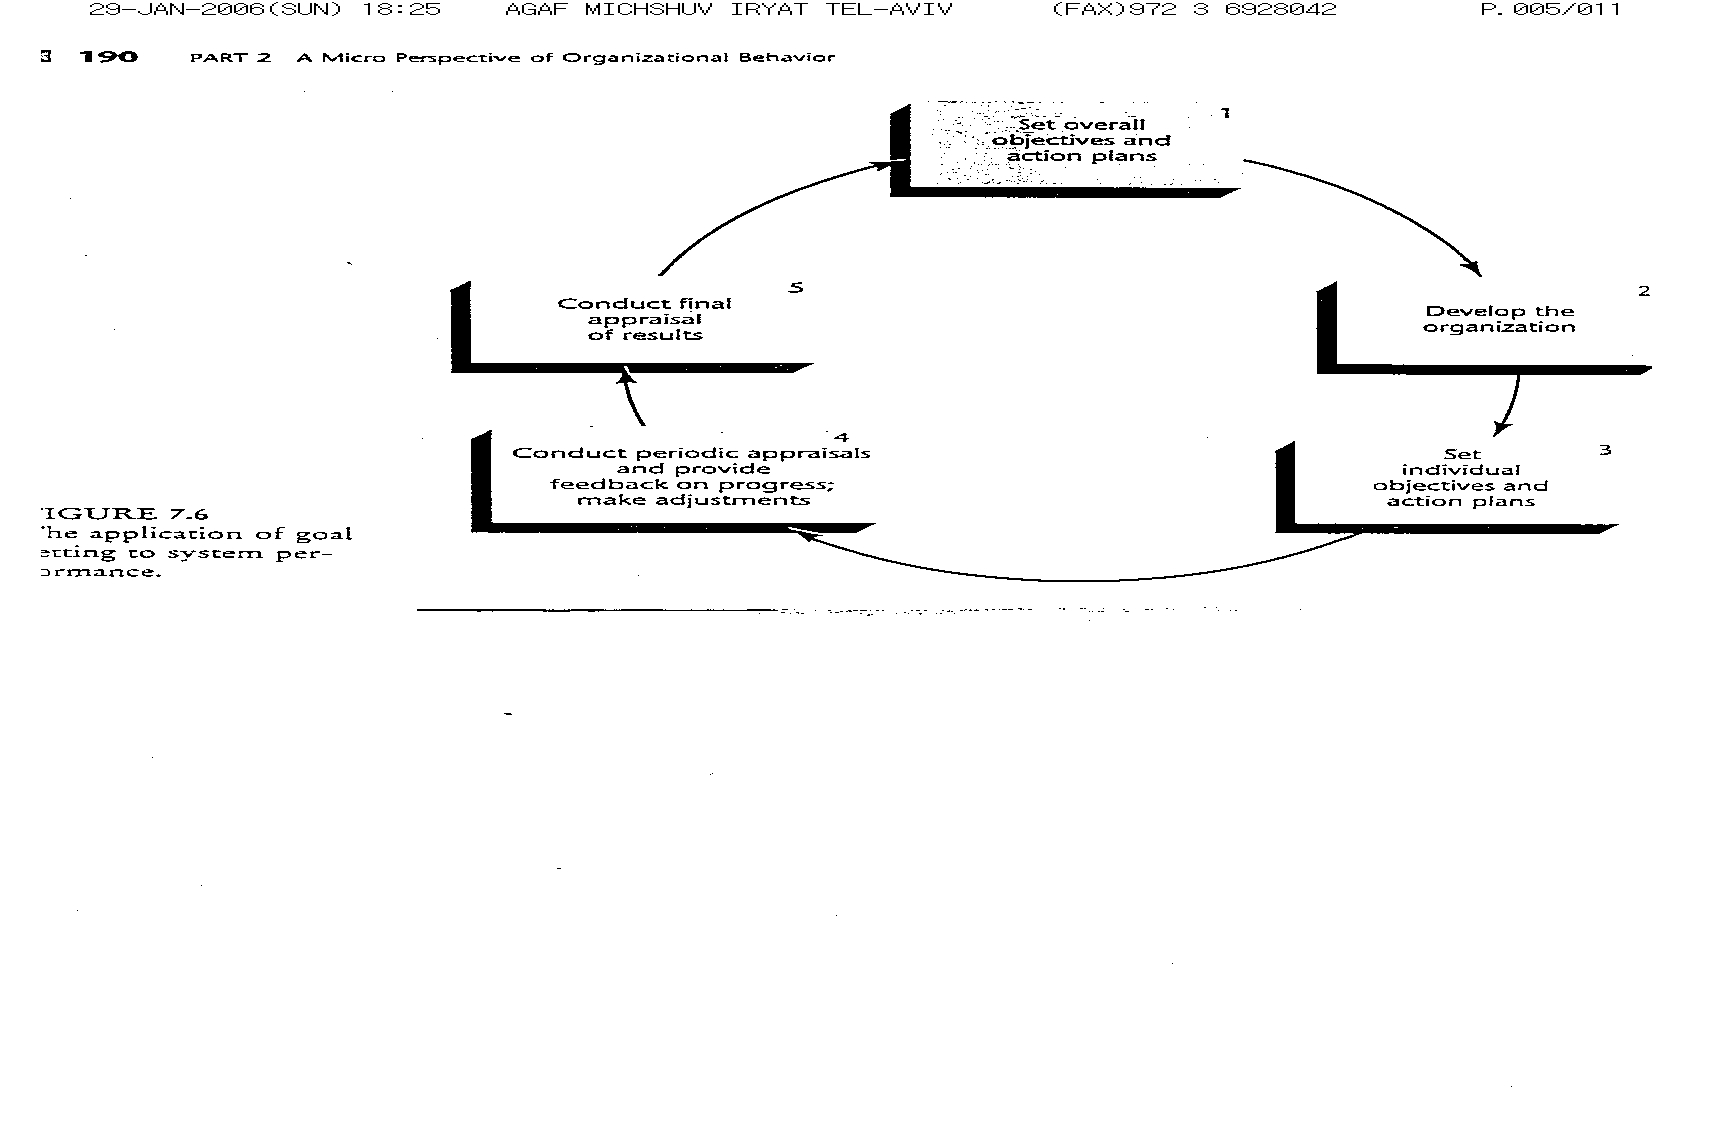 29-JAN-2006(SUN) 18:25 AGAF MICHSHUV IRYAT TEL-AVIV (FAX)972 3 6928042 P.005/011
190 PART 2 A Micro Perspective of Organizational Behavior
1
Set overall
objectives and
action plans
2
Develop the
organization
3
Set
individual
objectives and
action plans
4
Conduct periodic appraisals
and provide
feedback on progress;
make adjustments
5
Conduct final
appraisal
of results
IGURE 7.6
he application of goal
etting to system per-
ormance.